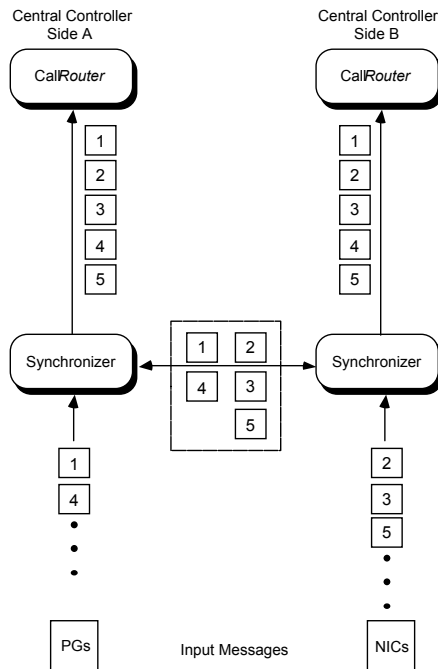 Central Controller
Side A
Central Controller
Side B
CallRouter
CallRouter
1
2
3
4
5
1
2
3
4
5
Synchronizer
1
2
4
3
5
Synchronizer
1
4
2
3
5
PGs
Input Messages
NICs